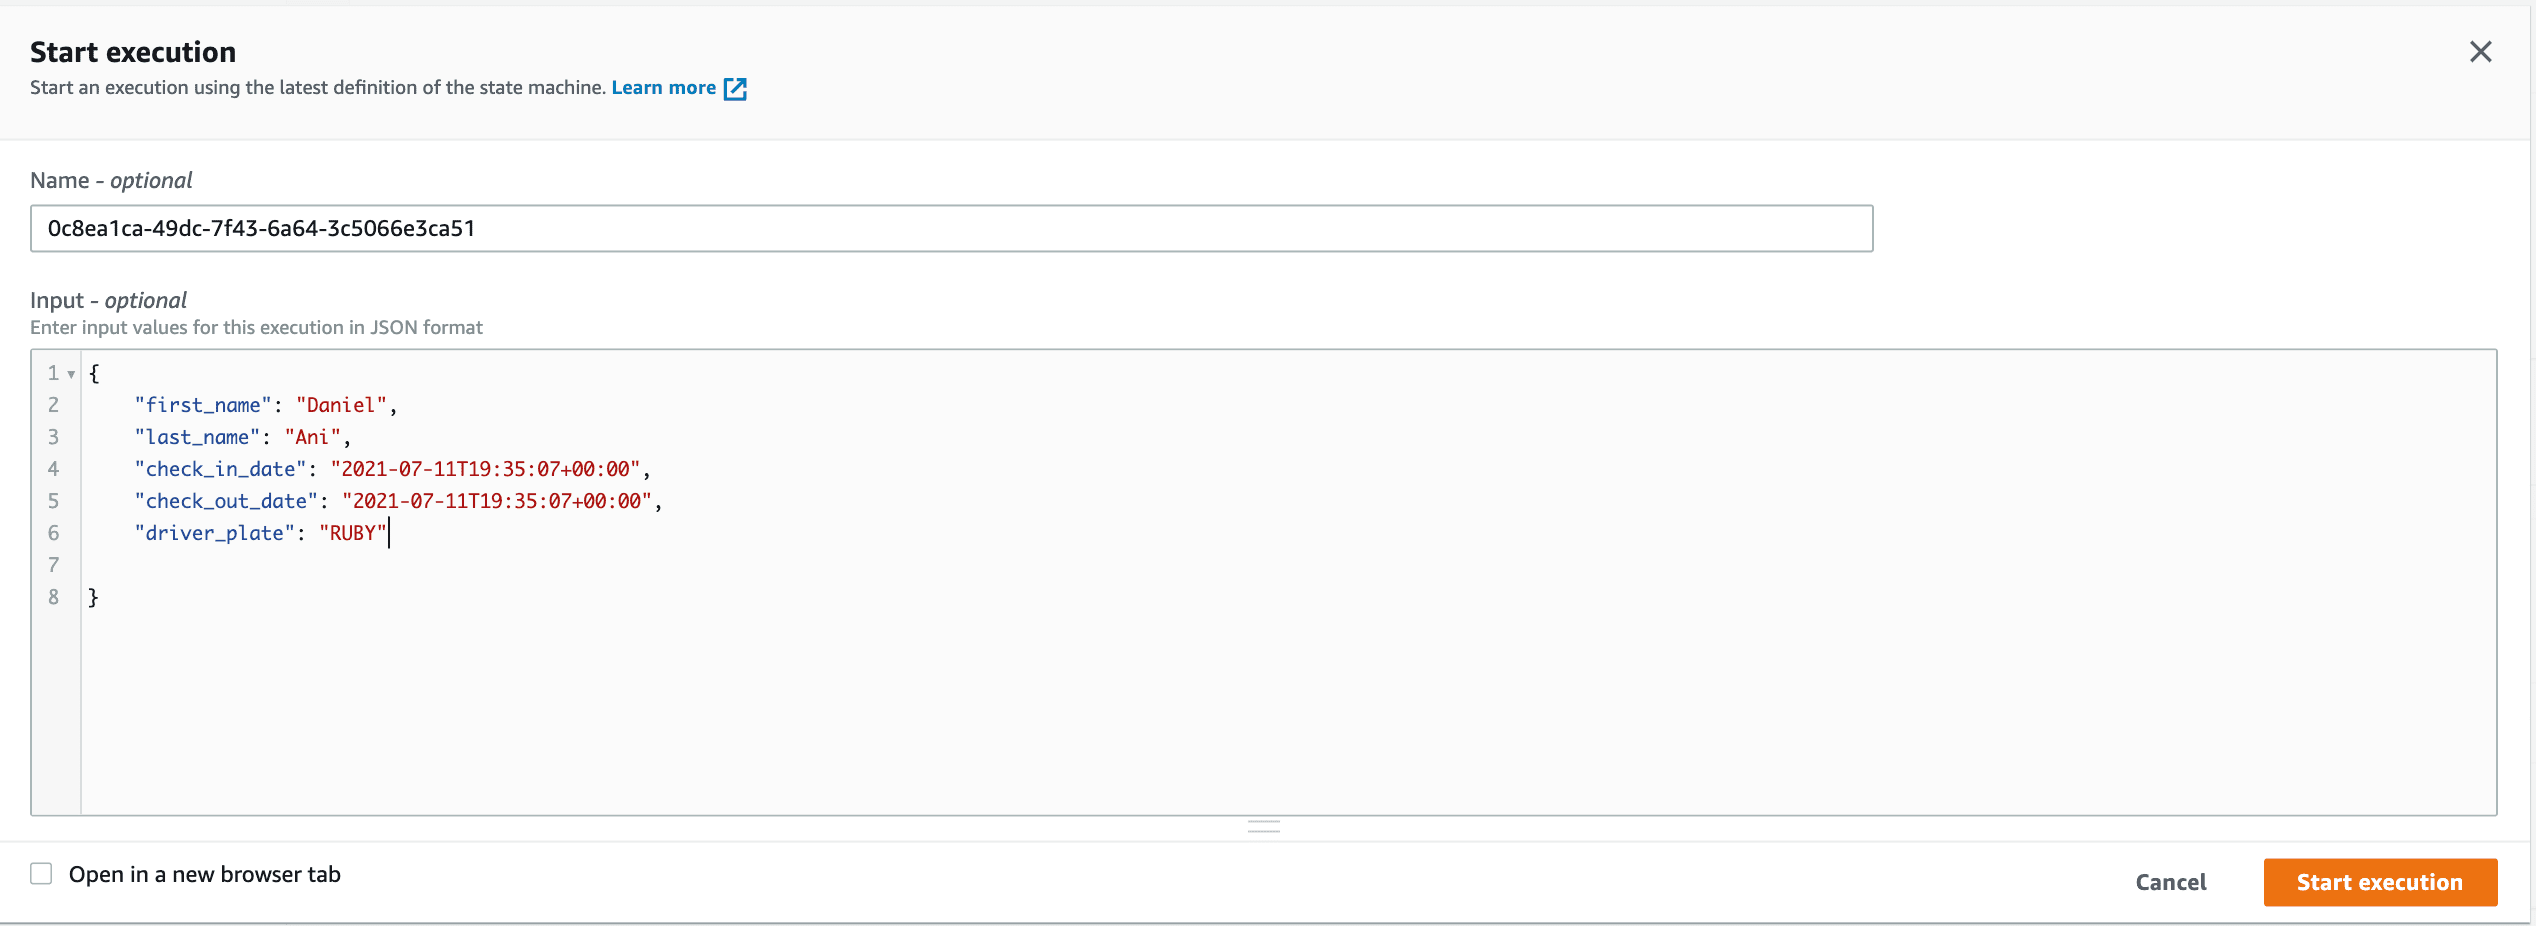 Start execution
Start an execution using the latest definition of the state machine. Learn more
Name - optional
0c8ea1ca-49dc-7f43-6a64-3c5066e3ca51
Input - optional
Enter input values for this execution in JSON format
1 {
2 "first_name": "Daniel",
3 "last_name": "Ani",
4 "check_in_date": "2021-07-11T19:35:07+00:00",
5 "check_out_date": "2021-07-11T19:35:07+00:00",
6 "driver_plate": "RUBY"
7
8 }
Open in a new browser tab
Cancel
Start execution